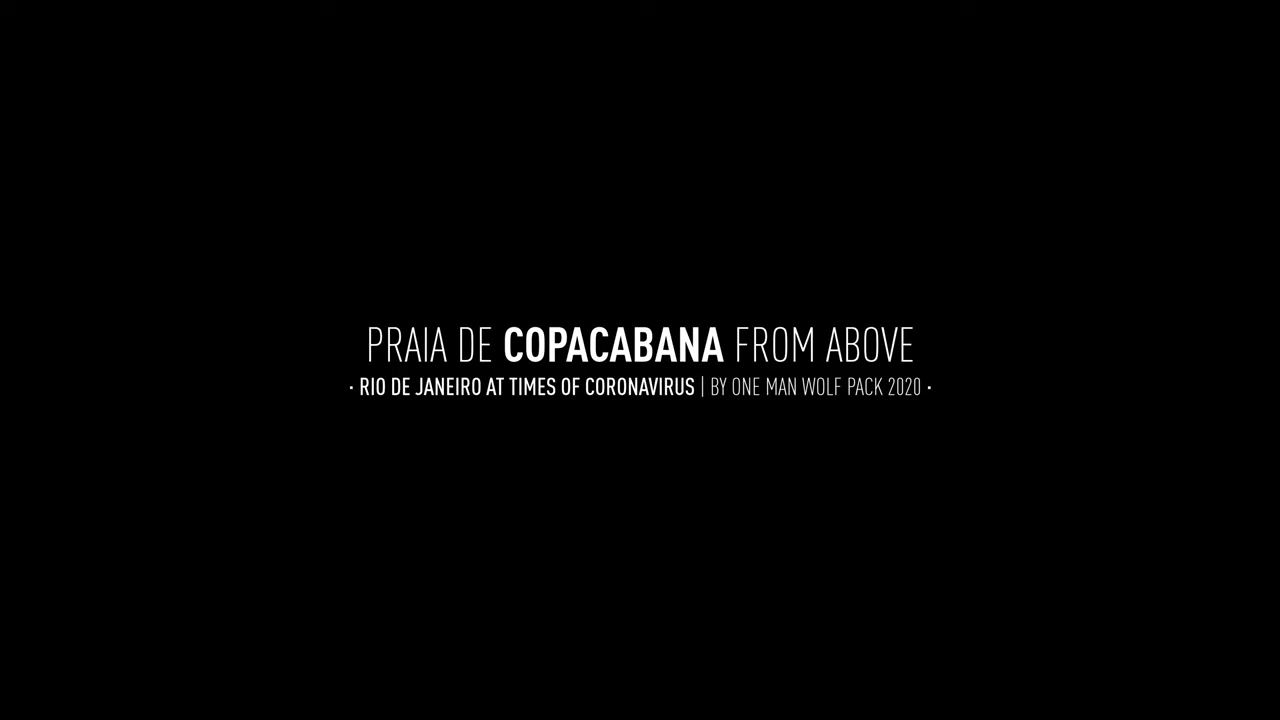 PRAIA DE COPACABANA FROM ABOVE
· RIO DE JANEIRO AT TIMES OF CORONAVIRUS | BY ONE MAN WOLF PACK 2020 ·